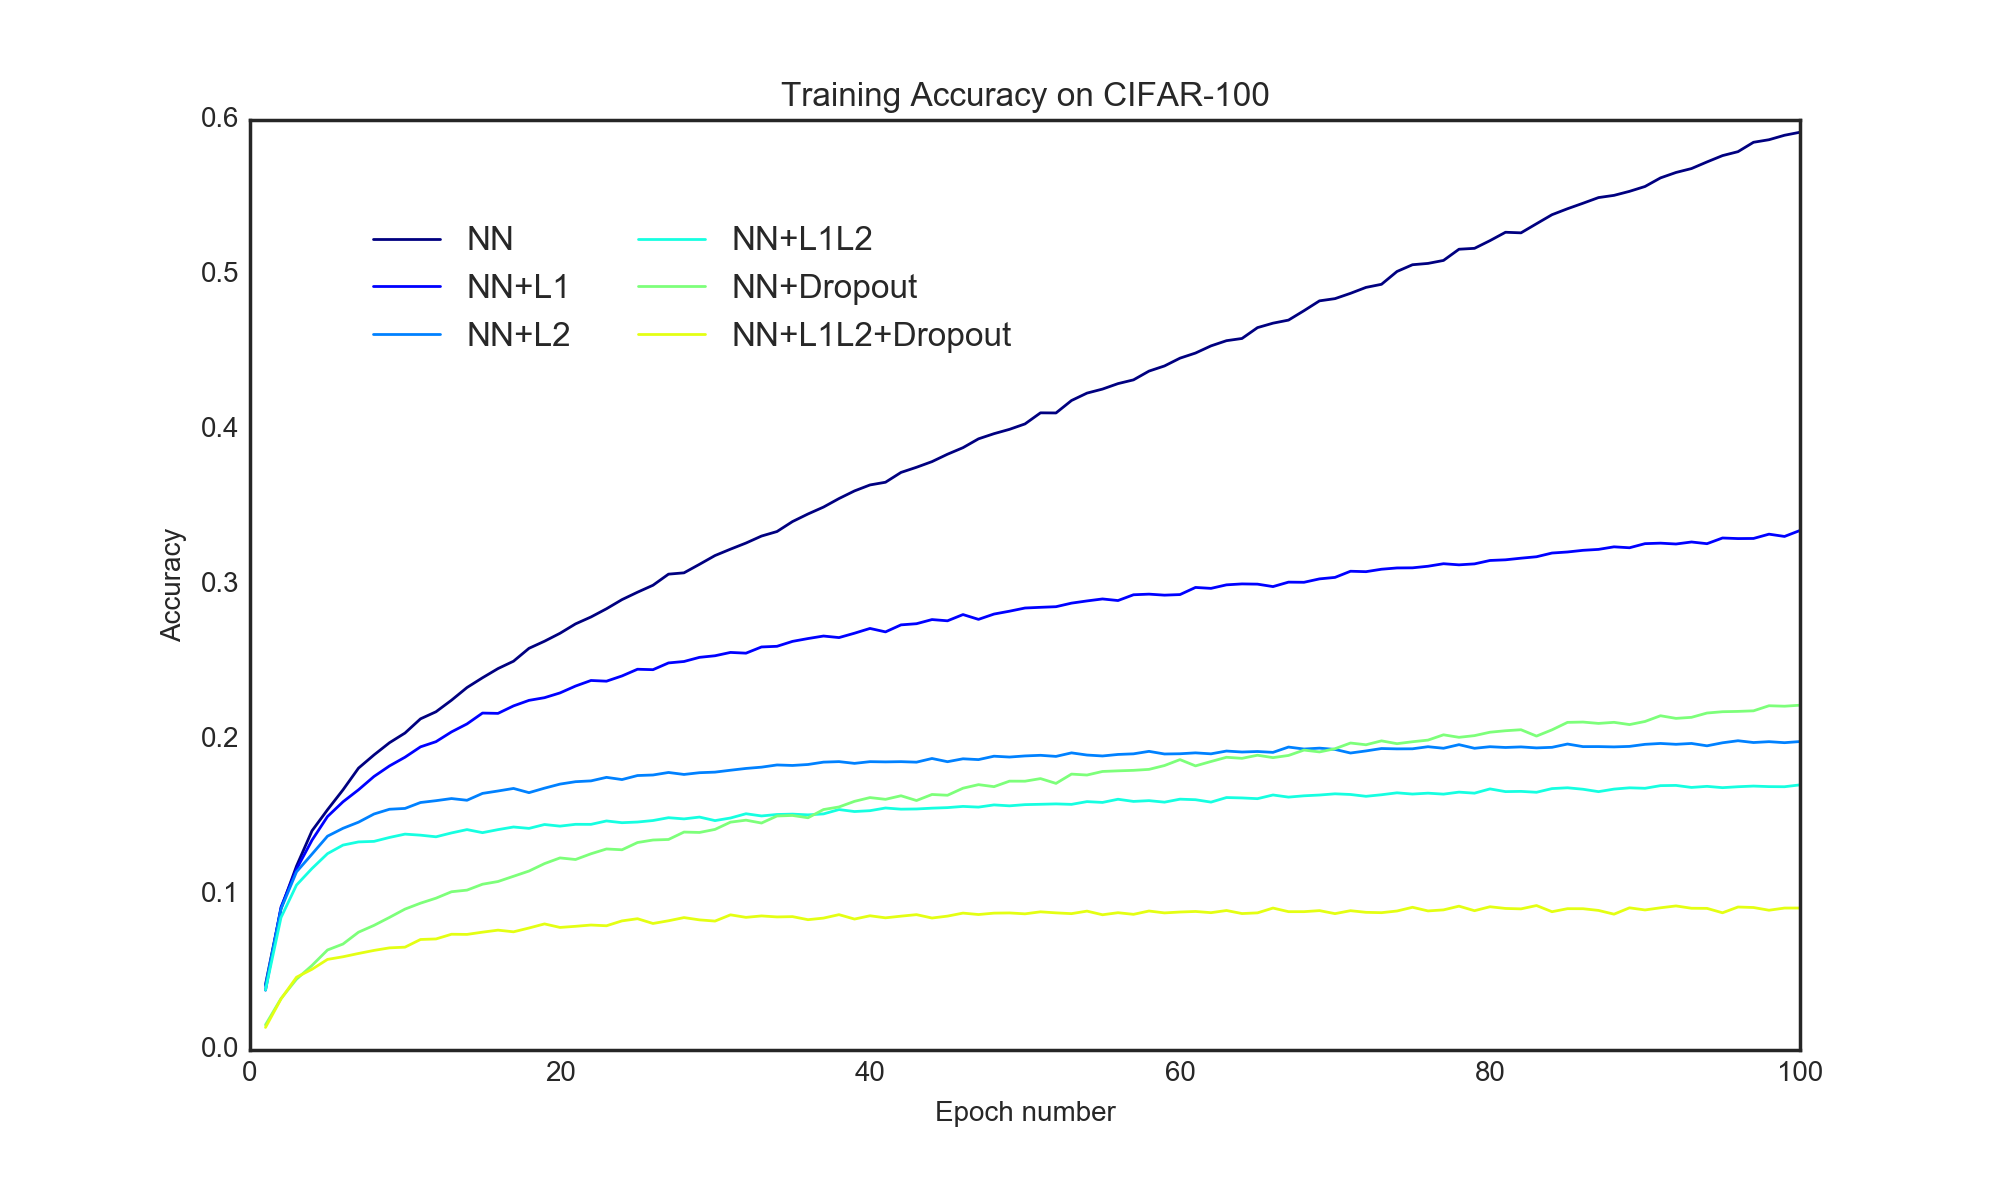 Training Accuracy on CIFAR-100
0.6
0.5
0.4
0.3
0.2
0.1
0.0
Accuracy
NN
NN+L1
NN+L2
NN+L1L2
NN+Dropout
NN+L1L2+Dropout
0 20 40 60 80 100
Epoch number